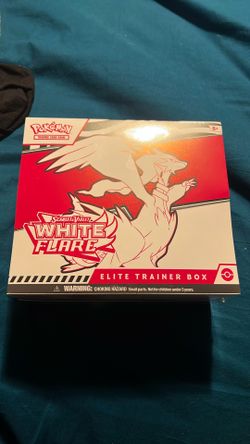 POKÉMON
TRADING CARD GAME
6+
SCARLET & VIOLET
WHITE
FLARE
ELITE TRAINER BOX
WARNING: CHOKING HAZARD - Small parts. Not for children under 3 years.